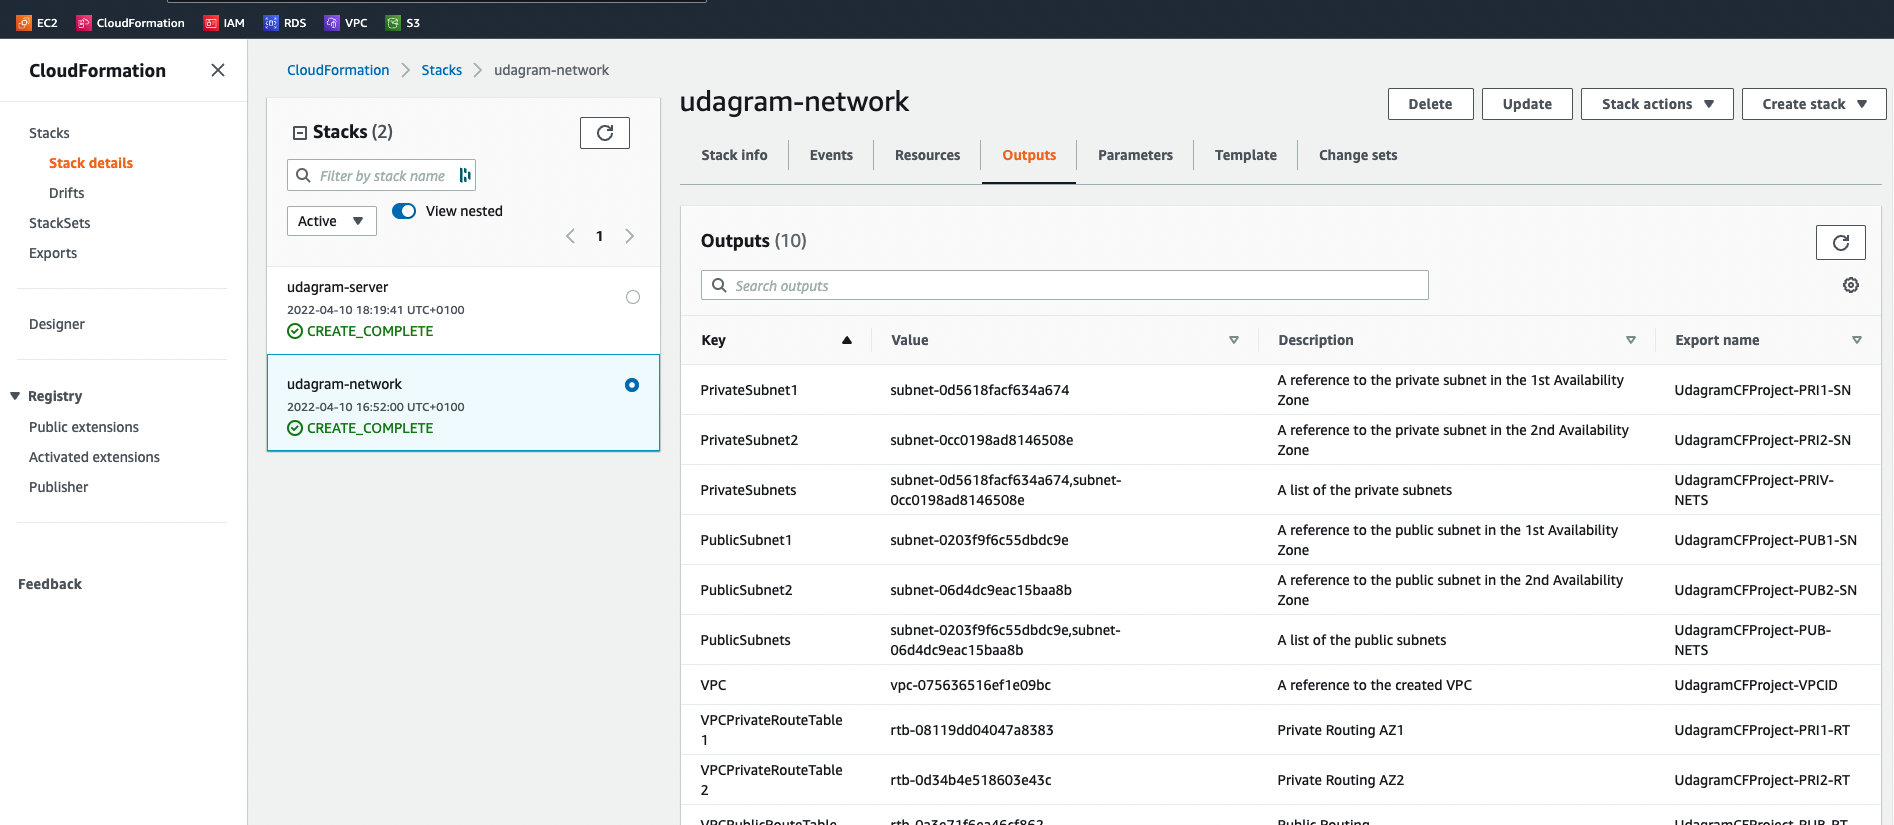 EC2 CloudFormation IAM RDS VPC S3
CloudFormation
Stacks
Stack details
Drifts
StackSets
Exports
Designer
Registry
Public extensions
Activated extensions
Publisher
Feedback
CloudFormation Stacks udagram-network
Stacks (2)
Filter by stack name
Active
View nested
1
udagram-server
2022-04-10 18:19:41 UTC+0100
CREATE_COMPLETE
udagram-network
2022-04-10 16:52:00 UTC+0100
CREATE_COMPLETE
udagram-network
Delete Update Stack actions Create stack
Stack info Events Resources Outputs Parameters Template Change sets
Outputs (10)
Search outputs
Key Value Description Export name
PrivateSubnet1 subnet-0d5618facf634a674 A reference to the private subnet in the 1st Availability UdagramCFProject-PRI1-SN
Zone
PrivateSubnet2 subnet-0cc0198ad8146508e A reference to the private subnet in the 2nd Availability UdagramCFProject-PRI2-SN
Zone
PrivateSubnets subnet-0d5618facf634a674,subnet- A list of the private subnets UdagramCFProject-PRIV-
0cc0198ad8146508e NETS
PublicSubnet1 subnet-0203f9f6c55dbdc9e A reference to the public subnet in the 1st Availability UdagramCFProject-PUB1-SN
Zone
PublicSubnet2 subnet-06d4dc9eac15baa8b A reference to the public subnet in the 2nd Availability UdagramCFProject-PUB2-SN
Zone
PublicSubnets subnet-0203f9f6c55dbdc9e,subnet- A list of the public subnets UdagramCFProject-PUB-
06d4dc9eac15baa8b NETS
VPC vpc-075636516ef1e09bc A reference to the created VPC UdagramCFProject-VPCID
VPCPrivateRouteTable rtb-08119dd04047a8383 Private Routing AZ1 UdagramCFProject-PRI1-RT
1
VPCPrivateRouteTable rtb-0d34b4e518603e43c Private Routing AZ2 UdagramCFProject-PRI2-RT
2
VPCPublicRouteTable rtb-0a3e71f6ea46cf862 Public Routing UdagramCFProject-PUB-RT